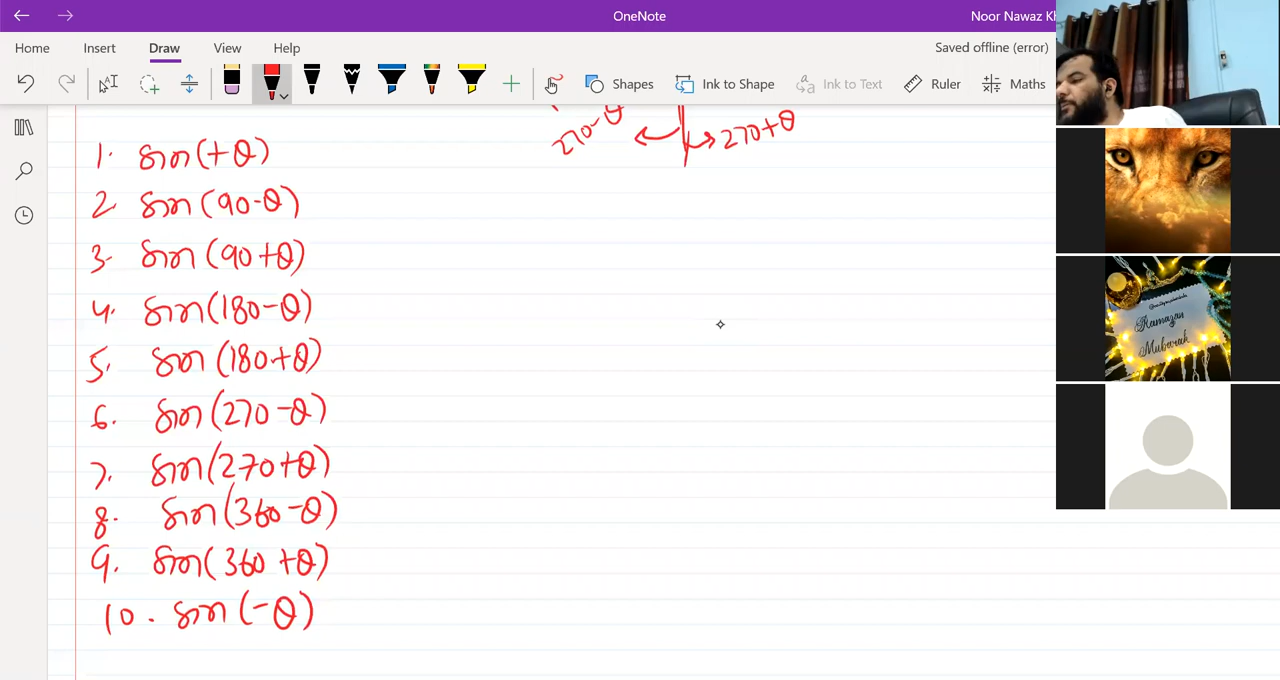 OneNote
Noor Nawaz Kh
Home Insert Draw View Help
Saved offline (error)
Shapes Ink to Shape Ink to Text Ruler Maths
270-θ 270+θ
1. sin(+θ)
2. sin(90-θ)
3. sin(90+θ)
4. sin(180-θ)
5. sin(180+θ)
6. sin(270-θ)
7. sin(270+θ)
8. sin(360-θ)
9. sin(360+θ)
10. sin(-θ)
Ramazan
Mubarak